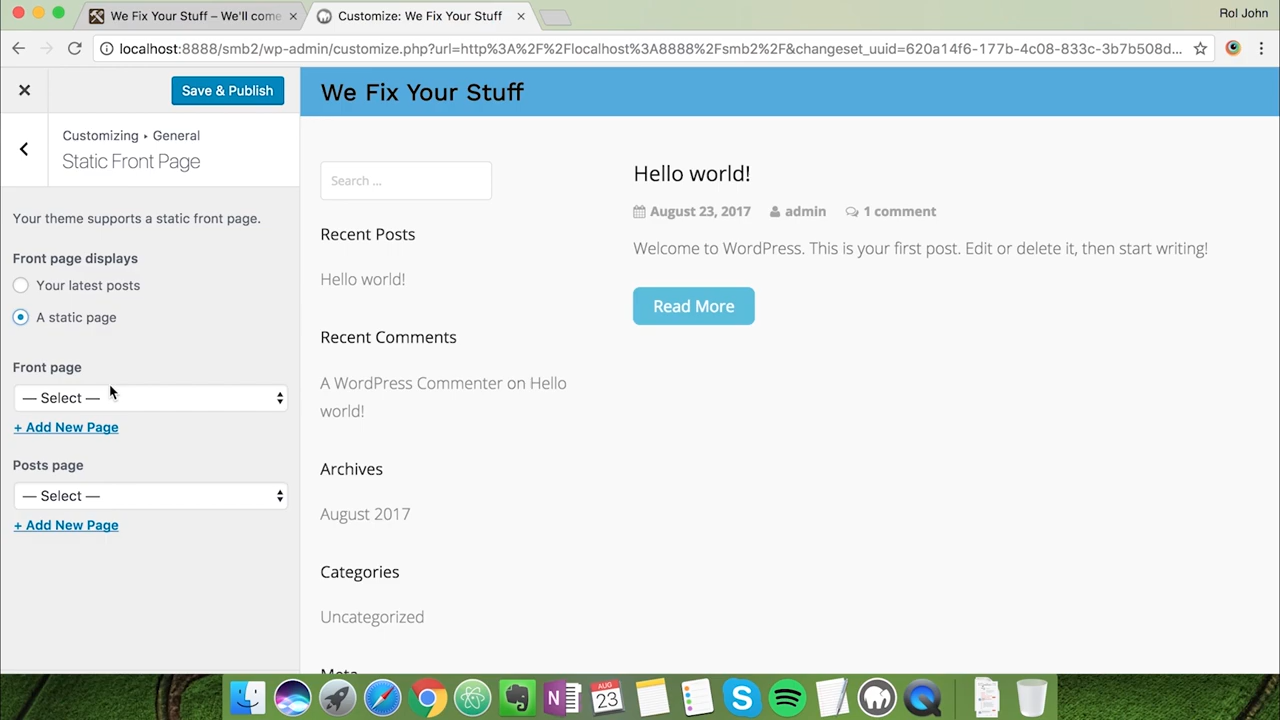 We Fix Your Stuff – We'll come
Customize: We Fix Your Stuff
Rol John
localhost:8888/smb2/wp-admin/customize.php?url=http%3A%2F%2Flocalhost%3A8888%2Fsmb2%2F&changeset_uuid=620a14f6-177b-4c08-833c-3b7b508d...
Save & Publish
Customizing ▸ General
Static Front Page
Your theme supports a static front page.
Front page displays
Your latest posts
A static page
Front page
— Select —
+ Add New Page
Posts page
— Select —
+ Add New Page
We Fix Your Stuff
Search ...
Recent Posts
Hello world!
Recent Comments
A WordPress Commenter on Hello
world!
Archives
August 2017
Categories
Uncategorized
Meta
Hello world!
August 23, 2017 admin 1 comment
Welcome to WordPress. This is your first post. Edit or delete it, then start writing!
Read More
AUG
23